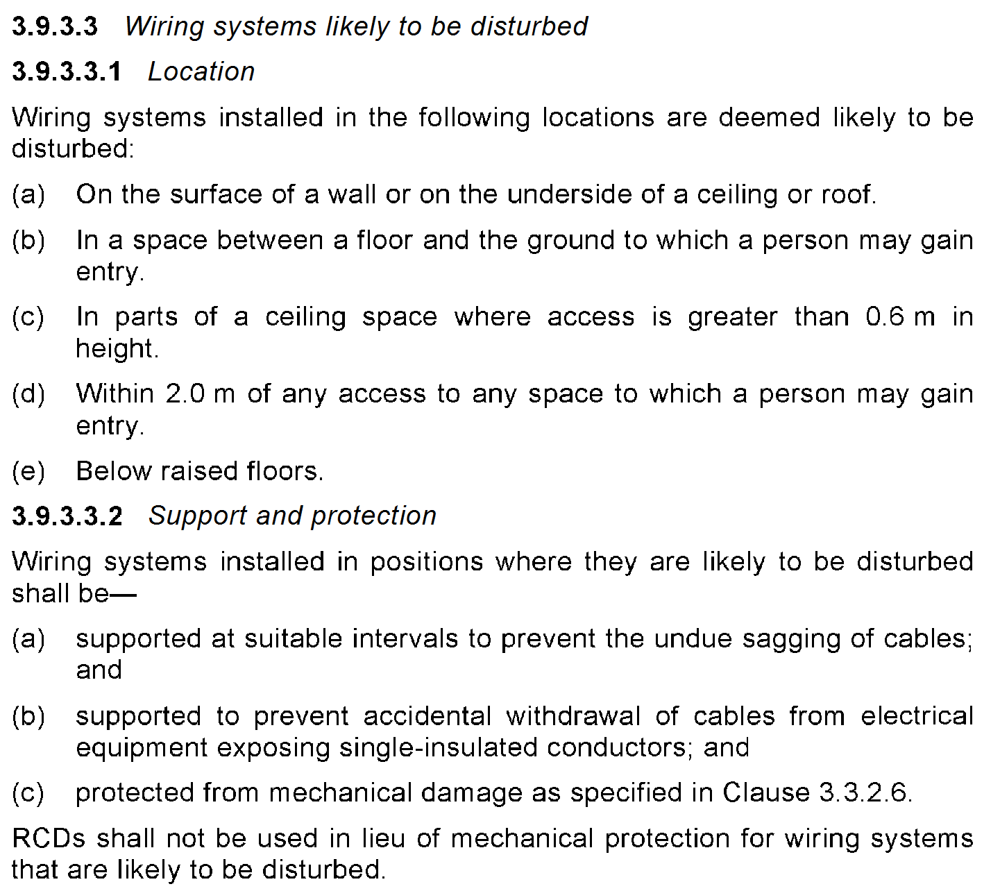 3.9.3.3 Wiring systems likely to be disturbed
3.9.3.3.1 Location
Wiring systems installed in the following locations are deemed likely to be
disturbed:
(a) On the surface of a wall or on the underside of a ceiling or roof.
(b) In a space between a floor and the ground to which a person may gain
entry.
(c) In parts of a ceiling space where access is greater than 0.6 m in
height.
(d) Within 2.0 m of any access to any space to which a person may gain
entry.
(e) Below raised floors.
3.9.3.3.2 Support and protection
Wiring systems installed in positions where they are likely to be disturbed
shall be—
(a) supported at suitable intervals to prevent the undue sagging of cables;
and
(b) supported to prevent accidental withdrawal of cables from electrical
equipment exposing single-insulated conductors; and
(c) protected from mechanical damage as specified in Clause 3.3.2.6.
RCDs shall not be used in lieu of mechanical protection for wiring systems
that are likely to be disturbed.